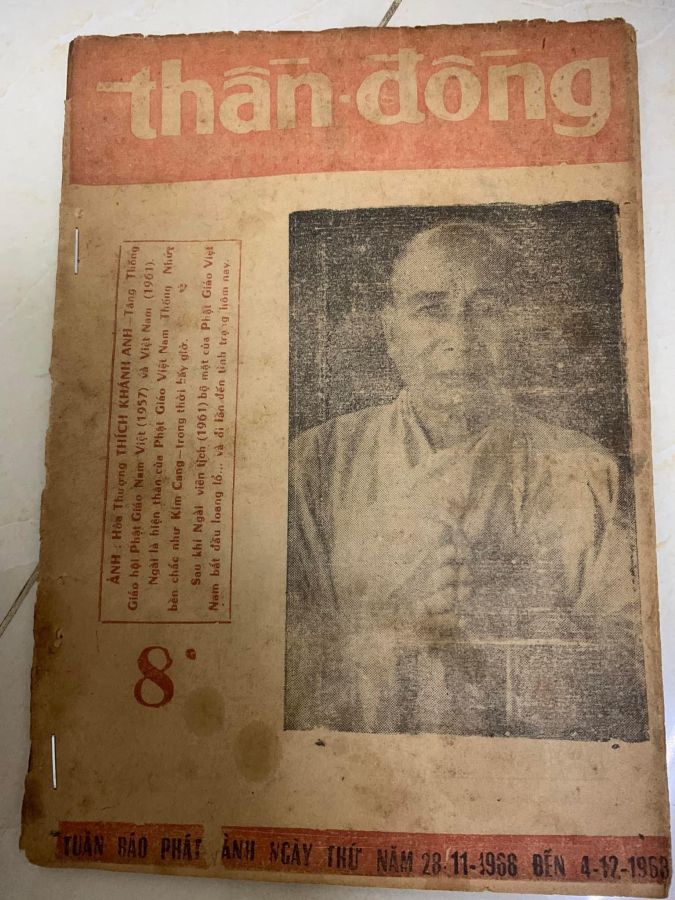 thần-đồng
ẢNH : Hòa Thượng THÍCH KHÁNH ANH —Tăng Thống
Giáo hội Phật Giáo Nam Việt (1957) và Việt Nam (1961).
Ngài là hiện thân của Phật Giáo Việt Nam Thống Nhứt
bền chắc như Kim Cang—trong thời bấy giờ.
Sau khi Ngài viên tịch (1961) bộ mặt của Phật Giáo Việt
Nam bắt đầu loang lổ... và đi lần đến tình trạng hôm nay.
8đ
TUẦN BÁO PHÁT ẢNH NGÀY THỨ NĂM 28-11-1968 ĐẾN 4-12-1968